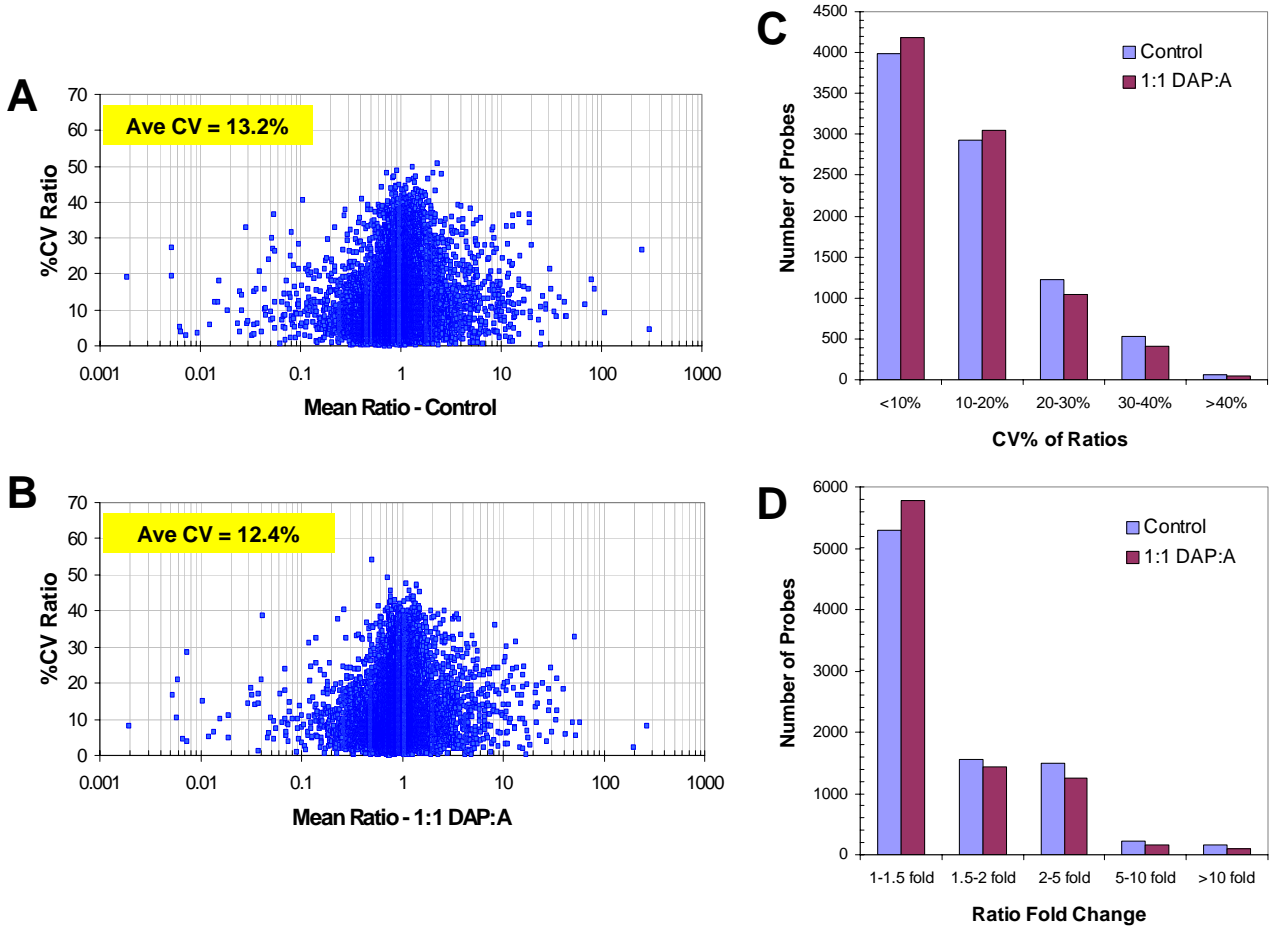 A
Ave CV = 13.2%
%CV Ratio
70
60
50
40
30
20
10
0
0.001 0.01 0.1 1 10 100 1000
Mean Ratio - Control
B
Ave CV = 12.4%
%CV Ratio
70
60
50
40
30
20
10
0
0.001 0.01 0.1 1 10 100 1000
Mean Ratio - 1:1 DAP:A
C
Control
1:1 DAP:A
Number of Probes
4500
4000
3500
3000
2500
2000
1500
1000
500
0
<10% 10-20% 20-30% 30-40% >40%
CV% of Ratios
D
Control
1:1 DAP:A
Number of Probes
6000
5000
4000
3000
2000
1000
0
1-1.5 fold 1.5-2 fold 2-5 fold 5-10 fold >10 fold
Ratio Fold Change